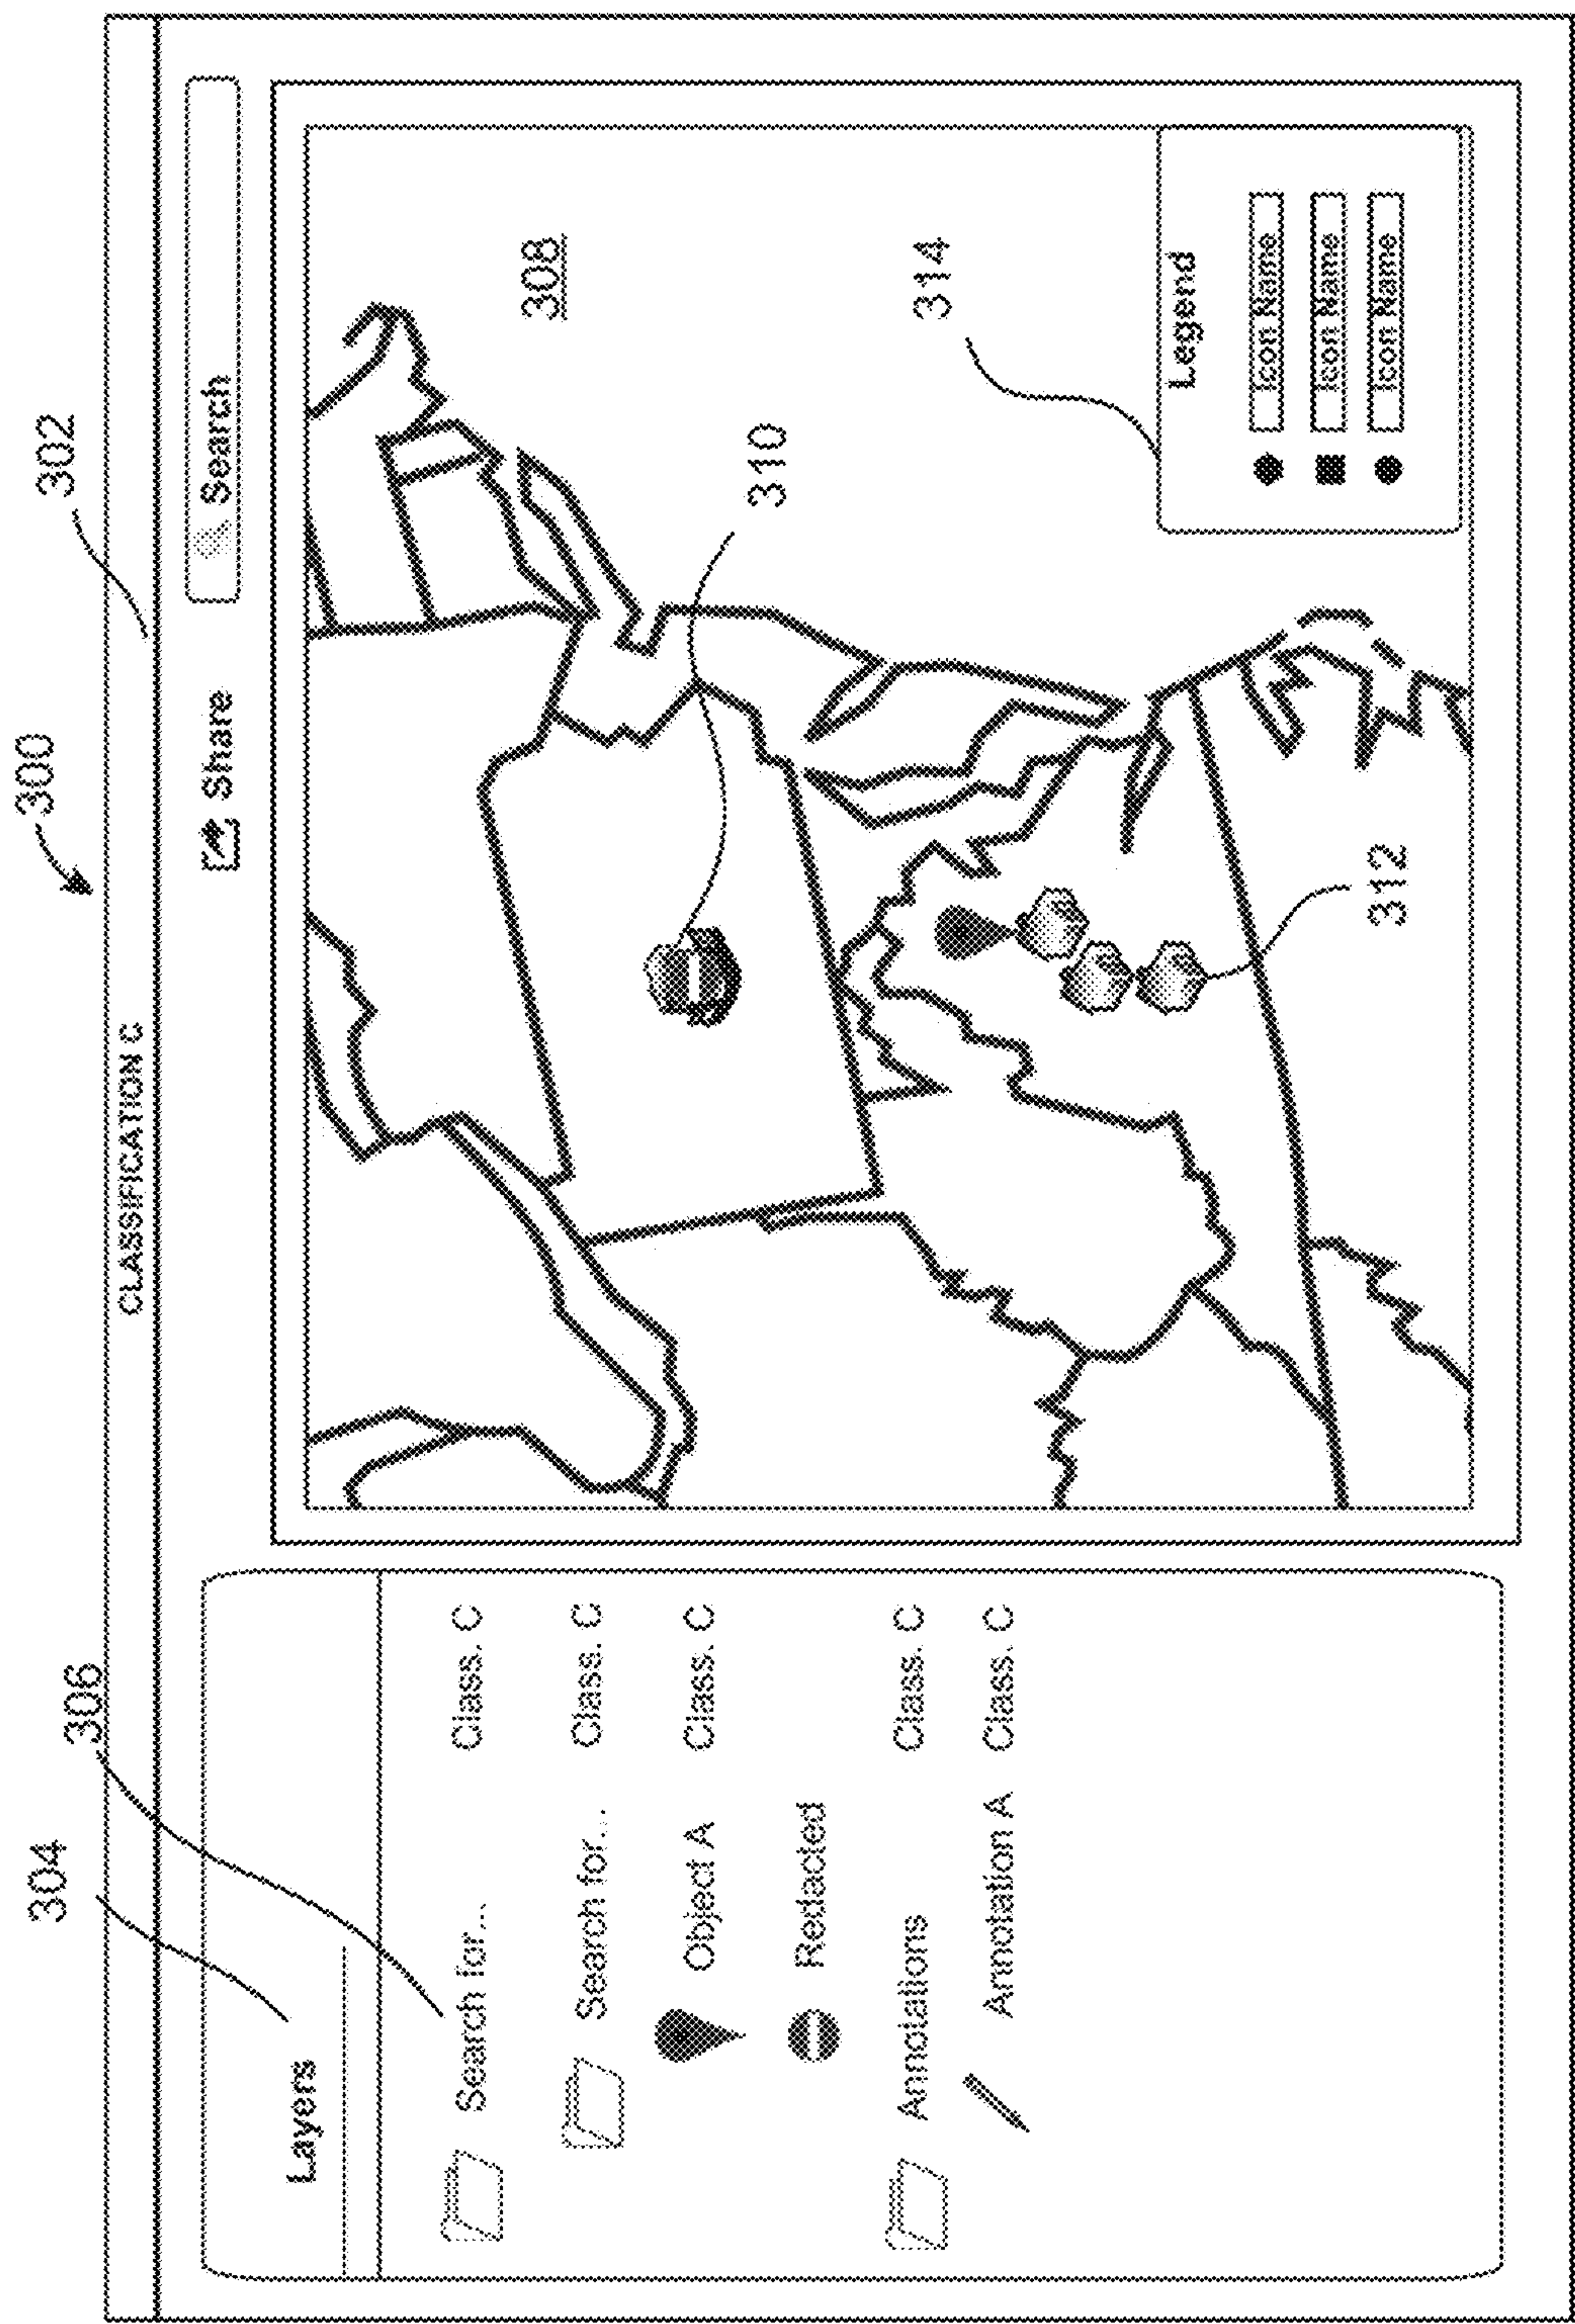 300
302
CLASSIFICATION C
304
306
Share
Search
Layers
Search for...
Class. C
Search for...
Class. C
Object A
Class. C
Redacted
Annotations
Class. C
Annotation A
Class. C
308
310
312
314
Legend
Icon Name
Icon Name
Icon Name